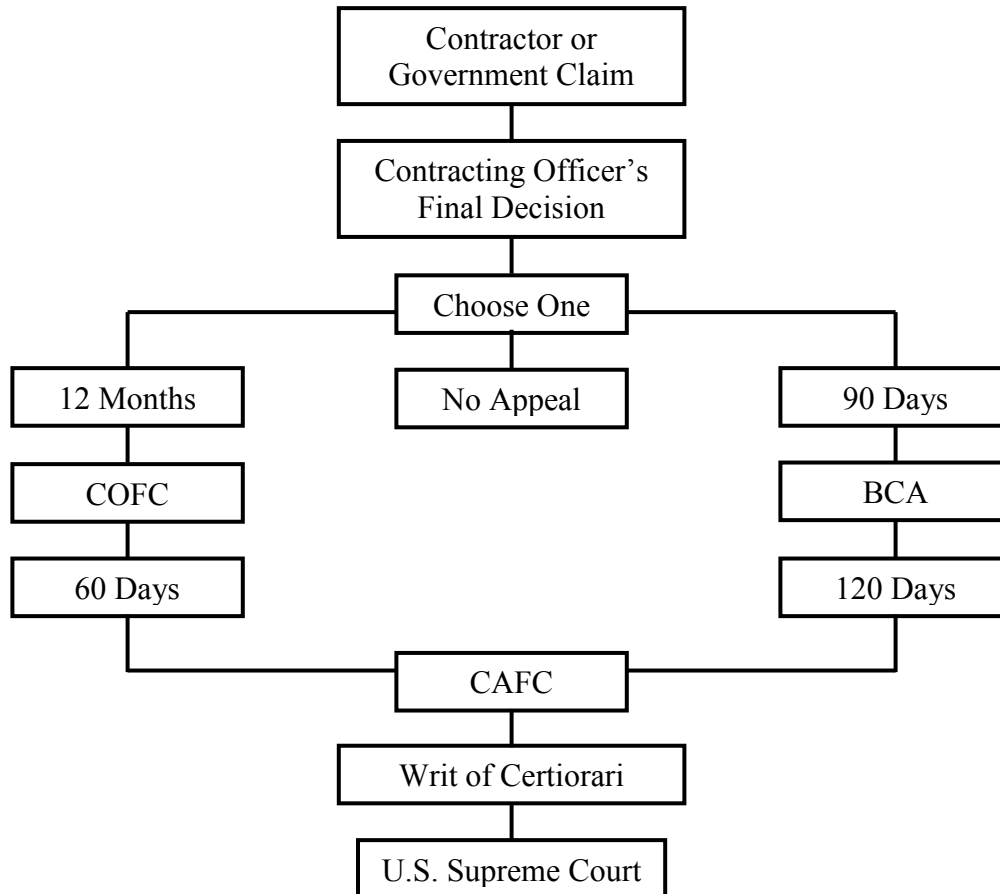 Contractor or
Government Claim
Contracting Officer’s
Final Decision
Choose One
12 Months
No Appeal
90 Days
COFC
BCA
60 Days
120 Days
CAFC
Writ of Certiorari
U.S. Supreme Court